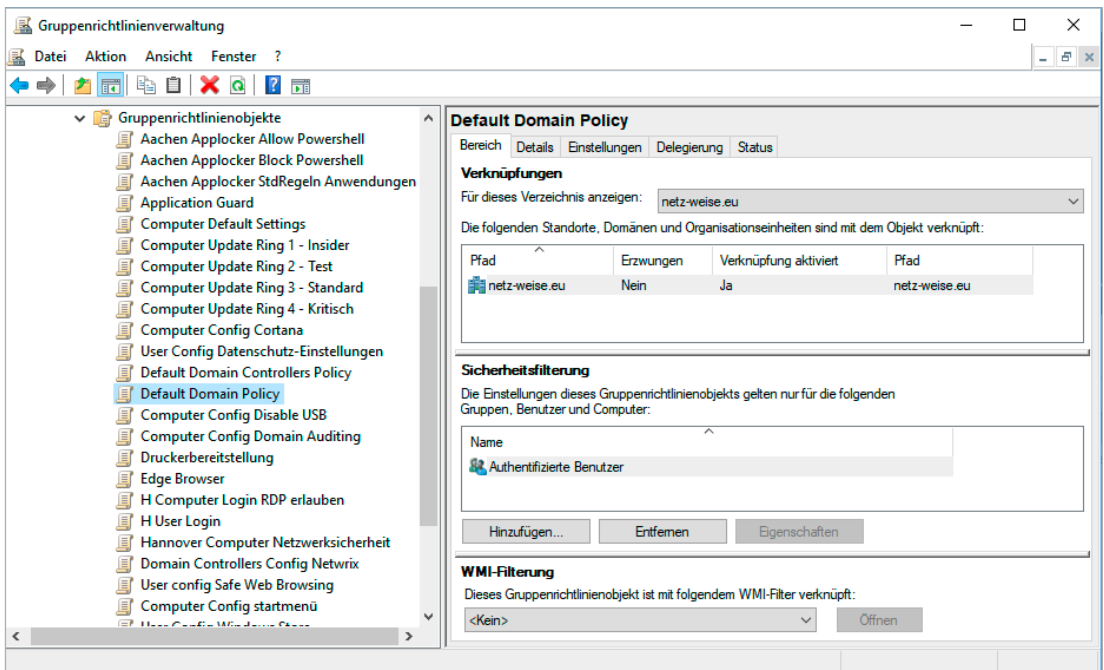 Gruppenrichtlinienverwaltung
Datei Aktion Ansicht Fenster ?
Gruppenrichtlinienobjekte
Aachen Applocker Allow Powershell
Aachen Applocker Block Powershell
Aachen Applocker StdRegeln Anwendungen
Application Guard
Computer Default Settings
Computer Update Ring 1 - Insider
Computer Update Ring 2 - Test
Computer Update Ring 3 - Standard
Computer Update Ring 4 - Kritisch
Computer Config Cortana
User Config Datenschutz-Einstellungen
Default Domain Controllers Policy
Default Domain Policy
Computer Config Disable USB
Computer Config Domain Auditing
Druckerbereitstellung
Edge Browser
H Computer Login RDP erlauben
H User Login
Hannover Computer Netzwerksicherheit
Domain Controllers Config Netwrix
User config Safe Web Browsing
Computer Config startmenü
User Config Windows Store
Default Domain Policy
Bereich Details Einstellungen Delegierung Status
Verknüpfungen
Für dieses Verzeichnis anzeigen: netz-weise.eu
Die folgenden Standorte, Domänen und Organisationseinheiten sind mit dem Objekt verknüpft:
Pfad Erzwungen Verknüpfung aktiviert Pfad
netz-weise.eu Nein Ja netz-weise.eu
Sicherheitsfilterung
Die Einstellungen dieses Gruppenrichtlinienobjekts gelten nur für die folgenden
Gruppen, Benutzer und Computer:
Name
Authentifizierte Benutzer
Hinzufügen... Entfernen Eigenschaften
WMI-Filterung
Dieses Gruppenrichtlinienobjekt ist mit folgendem WMI-Filter verknüpft:
<Kein> Öffnen